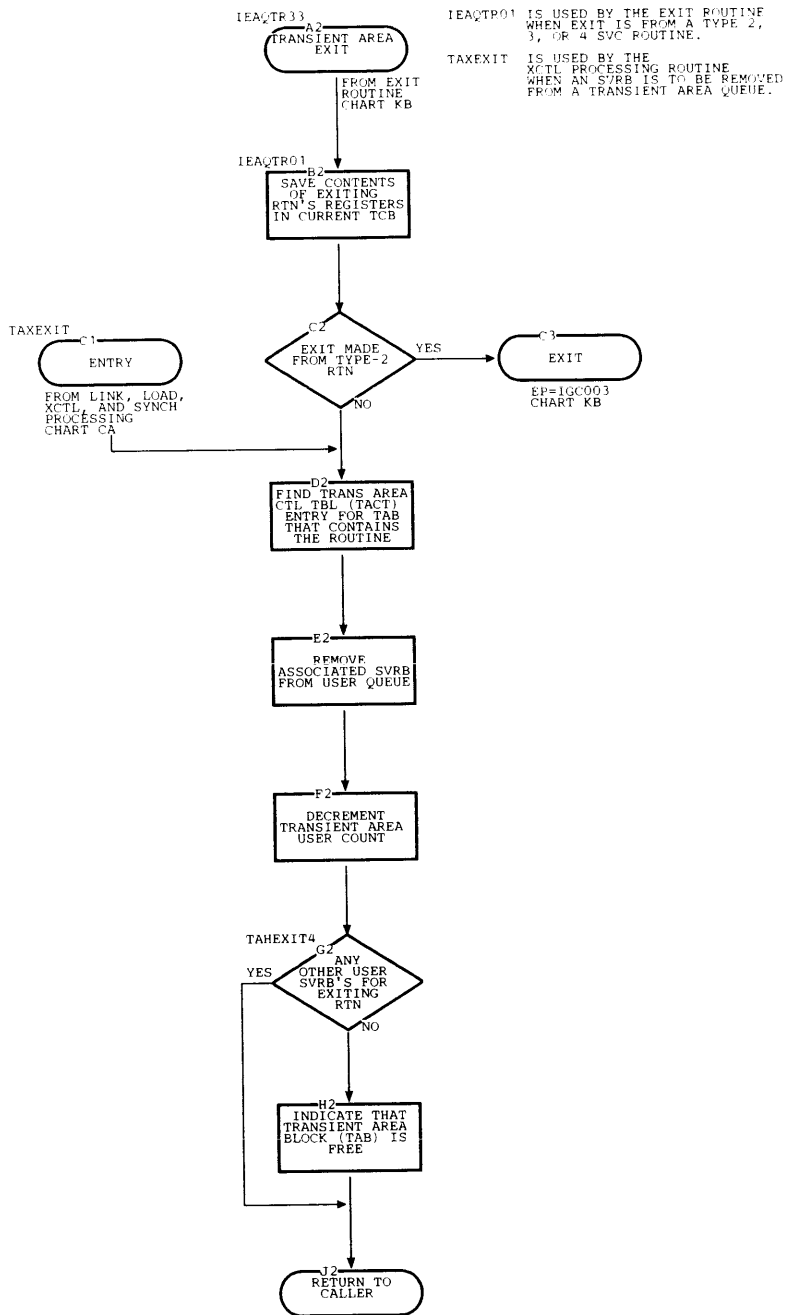 IEAQTR33
A2
TRANSIENT AREA
EXIT
IEAQTR01 IS USED BY THE EXIT ROUTINE
WHEN EXIT IS FROM A TYPE 2,
3, OR 4 SVC ROUTINE.
TAXEXIT IS USED BY THE
XCTL PROCESSING ROUTINE
WHEN AN SVRB IS TO BE REMOVED
FROM A TRANSIENT AREA QUEUE.
FROM EXIT
ROUTINE
CHART KB
IEAQTR01
B2
SAVE CONTENTS
OF EXITING
RTN'S REGISTERS
IN CURRENT TCB
TAXEXIT
C1
ENTRY
FROM LINK, LOAD,
XCTL, AND SYNCH
PROCESSING
CHART CA
C2
EXIT MADE
FROM TYPE-2
RTN
YES
NO
C3
EXIT
EP=IGC003
CHART KB
D2
FIND TRANS AREA
CTL TBL (TACT)
ENTRY FOR TAB
THAT CONTAINS
THE ROUTINE
E2
REMOVE
ASSOCIATED SVRB
FROM USER QUEUE
F2
DECREMENT
TRANSIENT AREA
USER COUNT
TAHEXIT4
G2
ANY
OTHER USER
SVRB'S FOR
EXITING
RTN
YES
NO
H2
INDICATE THAT
TRANSIENT AREA
BLOCK (TAB) IS
FREE
J2
RETURN TO
CALLER